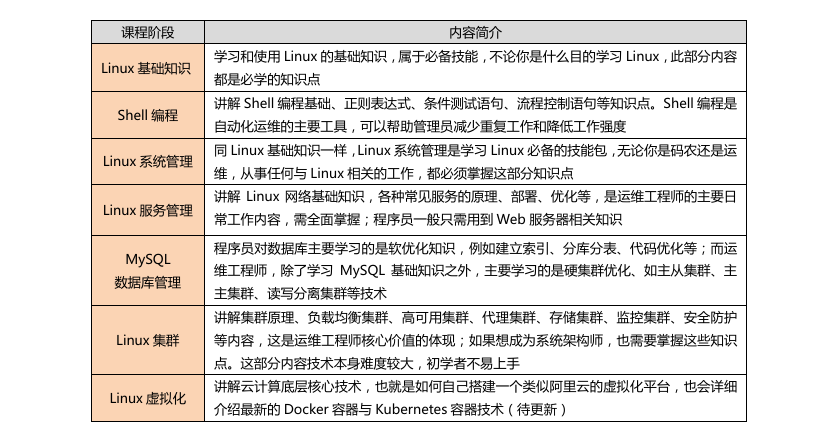 课程阶段
内容简介
Linux 基础知识
学习和使用 Linux 的基础知识，属于必备技能，不论你是什么目的学习 Linux，此部分内容
都是必学的知识点
Shell 编程
讲解 Shell 编程基础、正则表达式、条件测试语句、流程控制语句等知识点。Shell 编程是
自动化运维的主要工具，可以帮助管理员减少重复工作和降低工作强度
Linux 系统管理
同 Linux 基础知识一样，Linux 系统管理是学习 Linux 必备的技能包，无论你是码农还是运
维，从事任何与 Linux 相关的工作，都必须掌握这部分知识点
Linux 服务管理
讲解 Linux 网络基础知识，各种常见服务的原理、部署、优化等，是运维工程师的主要日
常工作内容，需全面掌握；程序员一般只需用到 Web 服务器相关知识
MySQL
数据库管理
程序员对数据库主要学习的是软优化知识，例如建立索引、分库分表、代码优化等；而运
维工程师，除了学习 MySQL 基础知识之外，主要学习的是硬集群优化、如主从集群、主
主集群、读写分离集群等技术
Linux 集群
讲解集群原理、负载均衡集群、高可用集群、代理集群、存储集群、监控集群、安全防护
等内容，这是运维工程师核心价值的体现；如果想成为系统架构师，也需要掌握这些知识
点。这部分内容技术本身难度较大，初学者不易上手
Linux 虚拟化
讲解云计算底层核心技术，也就是如何自己搭建一个类似阿里云的虚拟化平台，也会详细
介绍最新的 Docker 容器与 Kubernetes 容器技术（待更新）